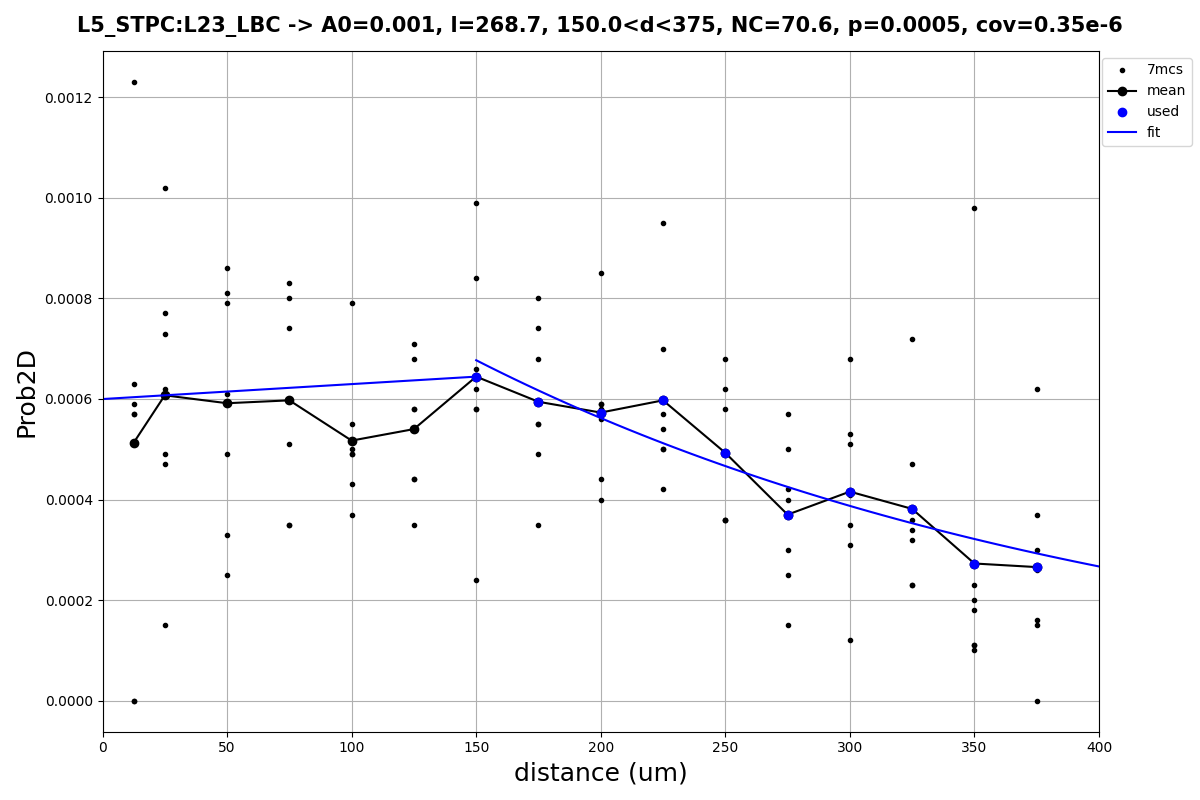 L5_STPC:L23_LBC -> A0=0.001, l=268.7, 150.0<d<375, NC=70.6, p=0.0005, cov=0.35e-6
7mcs
mean
used
fit
Prob2D
0.0012
0.0010
0.0008
0.0006
0.0004
0.0002
0.0000
0 50 100 150 200 250 300 350 400
distance (um)